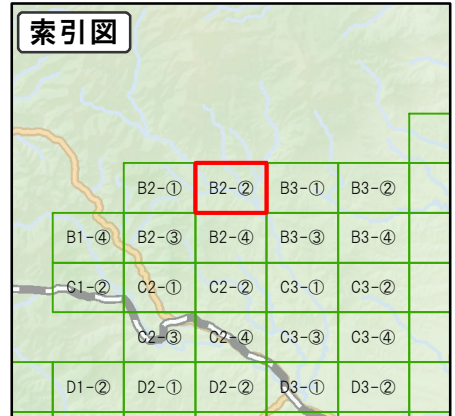 索引図
B2-① B2-② B3-① B3-②
B1-④ B2-③ B2-④ B3-③ B3-④
C1-② C2-① C2-② C3-① C3-②
C2-③ C2-④ C3-③ C3-④
D1-② D2-① D2-② D3-① D3-②